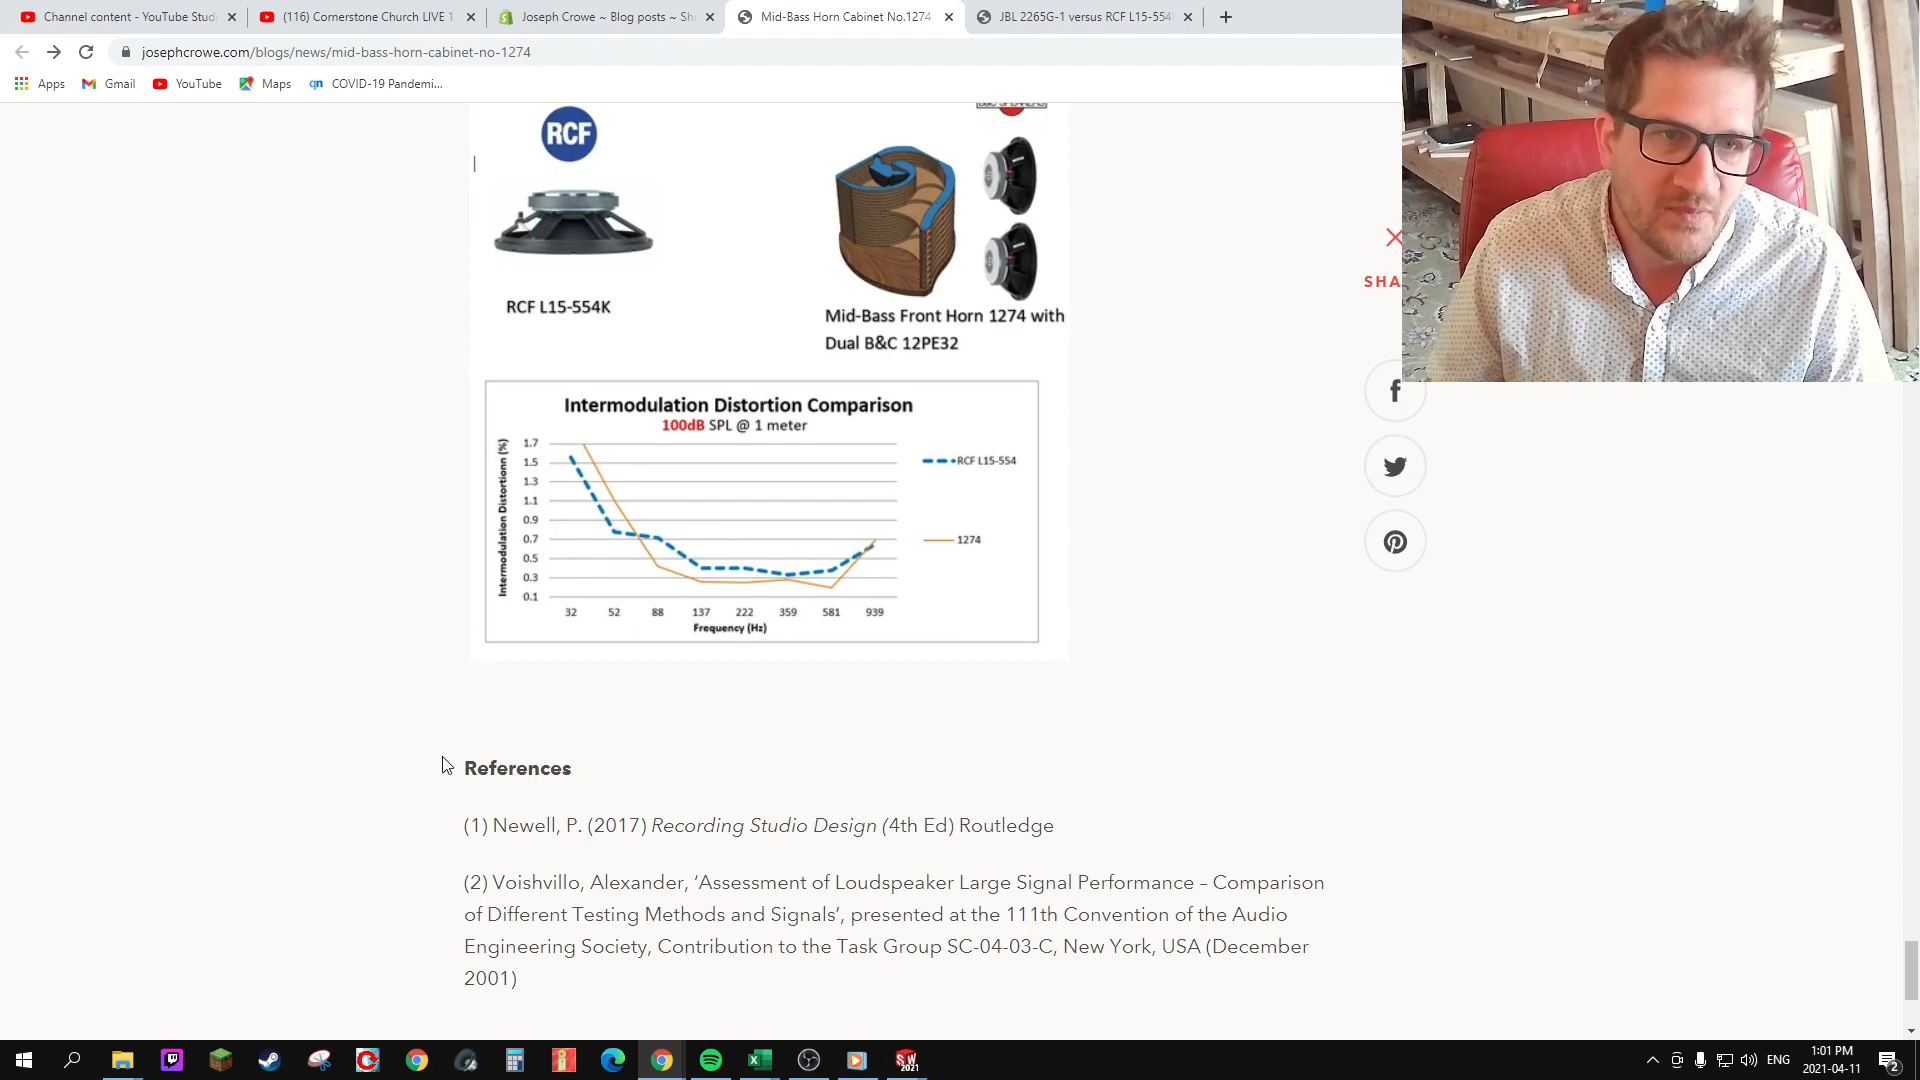 Channel content - YouTube Stud
(116) Cornerstone Church LIVE 1
Joseph Crowe ~ Blog posts ~ Sh
Mid-Bass Horn Cabinet No.1274
JBL 2265G-1 versus RCF L15-554
josephcrowe.com/blogs/news/mid-bass-horn-cabinet-no-1274
Apps Gmail YouTube Maps COVID-19 Pandemi...
RCF
RCF L15-554K
Mid-Bass Front Horn 1274 with
Dual B&C 12PE32
SHA
Intermodulation Distortion Comparison
100dB SPL @ 1 meter
Intermodulation Distortionn (%)
1.7
1.5
1.3
1.1
0.9
0.7
0.5
0.3
0.1
32 52 88 137 222 359 581 939
Frequency (Hz)
RCF L15-554
1274
References
(1) Newell, P. (2017) Recording Studio Design (4th Ed) Routledge
(2) Voishvillo, Alexander, ‘Assessment of Loudspeaker Large Signal Performance – Comparison
of Different Testing Methods and Signals’, presented at the 111th Convention of the Audio
Engineering Society, Contribution to the Task Group SC-04-03-C, New York, USA (December
2001)
SW
2021
ENG
1:01 PM
2021-04-11
2